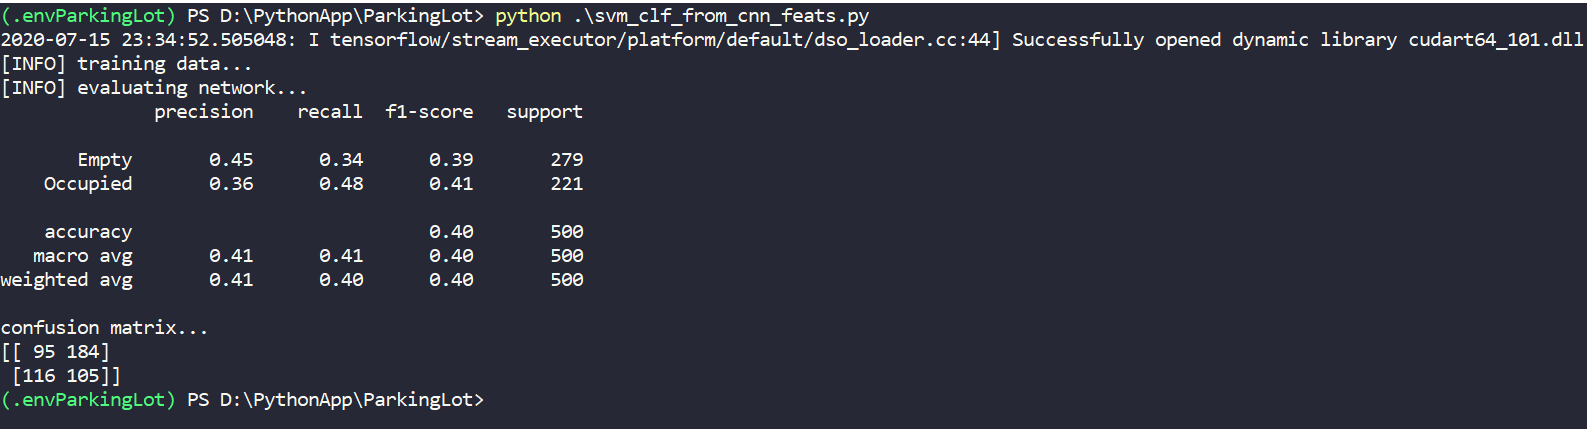 (.envParkingLot) PS D:\PythonApp\ParkingLot> python .\svm_clf_from_cnn_feats.py
2020-07-15 23:34:52.505048: I tensorflow/stream_executor/platform/default/dso_loader.cc:44] Successfully opened dynamic library cudart64_101.dll
[INFO] training data...
[INFO] evaluating network...
              precision    recall  f1-score   support

       Empty       0.45      0.34      0.39       279
    Occupied       0.36      0.48      0.41       221

    accuracy                           0.40       500
   macro avg       0.41      0.41      0.40       500
weighted avg       0.41      0.40      0.40       500

confusion matrix...
[[ 95 184]
 [116 105]]
(.envParkingLot) PS D:\PythonApp\ParkingLot>